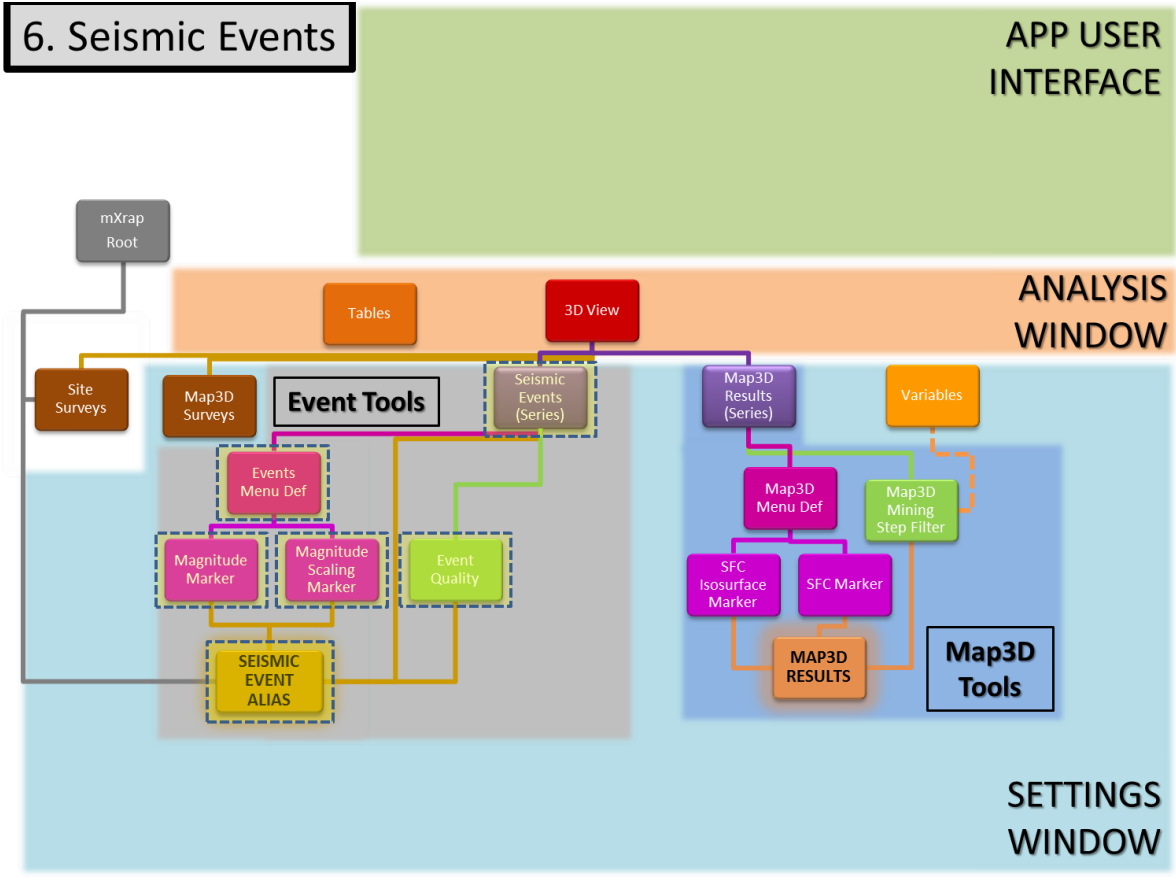 6. Seismic Events
APP USER
INTERFACE
mXrap
Root
ANALYSIS
WINDOW
Tables
3D View
Site
Surveys
Map3D
Surveys
Event Tools
Seismic
Events
(Series)
Map3D
Results
(Series)
Variables
Events
Menu Def
Map3D
Menu Def
Map3D
Mining
Step Filter
Magnitude
Marker
Magnitude
Scaling
Marker
Event
Quality
SFC
Isosurface
Marker
SFC Marker
SEISMIC
EVENT
ALIAS
MAP3D
RESULTS
Map3D
Tools
SETTINGS
WINDOW